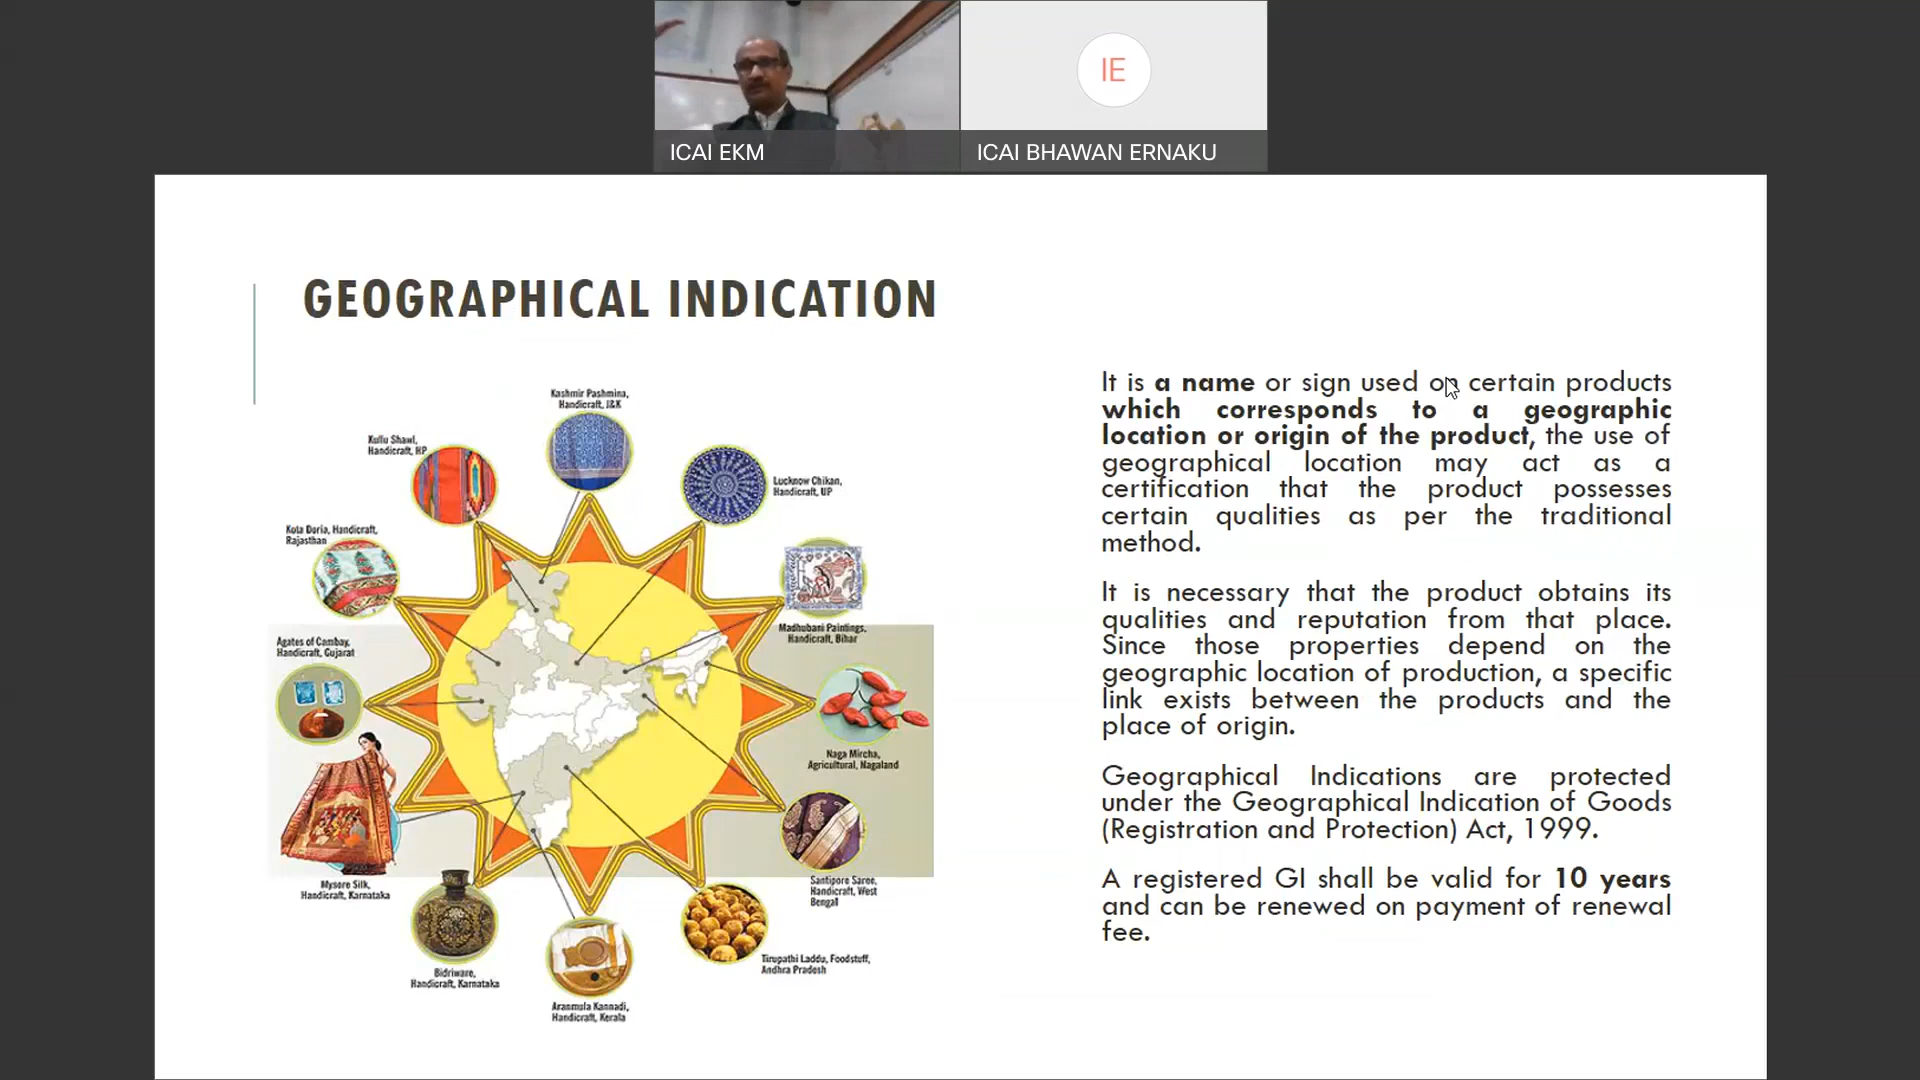 IE
ICAI EKM
ICAI BHAWAN ERNAKU
GEOGRAPHICAL INDICATION
Kashmir Pashmina,
Handicraft, J&K
Kullu Shawl,
Handicraft, HP
Lucknow Chikan,
Handicraft, UP
Kota Doria, Handicraft,
Rajasthan
Madhubani Paintings,
Handicraft, Bihar
Agates of Cambay,
Handicraft, Gujarat
Naga Mircha,
Agricultural, Nagaland
Mysore Silk,
Handicraft, Karnataka
Santipore Saree,
Handicraft, West
Bengal
Bidriware,
Handicraft, Karnataka
Tirupathi Laddu, Foodstuff,
Andhra Pradesh
Aranmula Kannadi,
Handicraft, Kerala
It is a name or sign used on certain products
which corresponds to a geographic
location or origin of the product, the use of
geographical location may act as a
certification that the product possesses
certain qualities as per the traditional
method.
It is necessary that the product obtains its
qualities and reputation from that place.
Since those properties depend on the
geographic location of production, a specific
link exists between the products and the
place of origin.
Geographical Indications are protected
under the Geographical Indication of Goods
(Registration and Protection) Act, 1999.
A registered GI shall be valid for 10 years
and can be renewed on payment of renewal
fee.